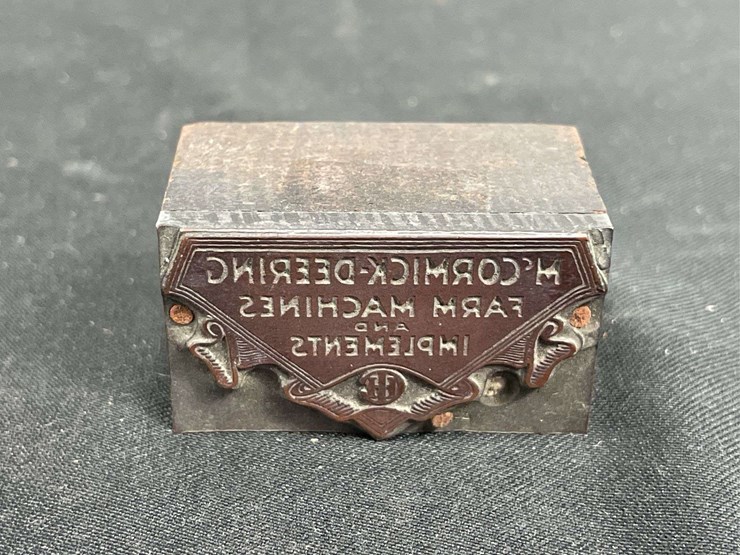 McCORMICK-DEERING
FARM MACHINES
AND
IMPLEMENTS